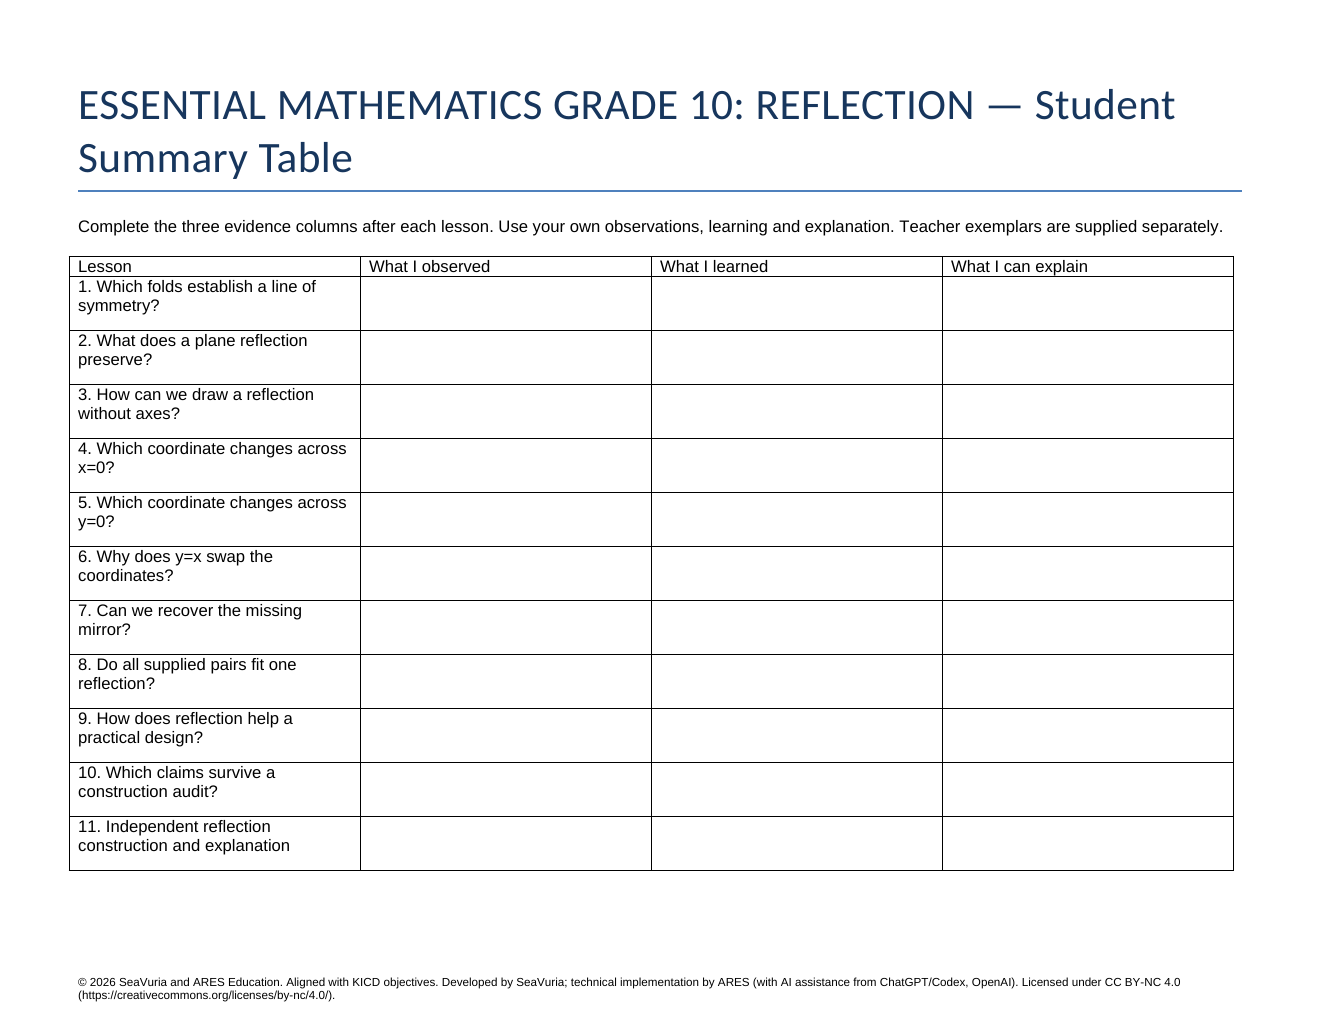 ESSENTIAL MATHEMATICS GRADE 10: REFLECTION — Student
Summary Table
Complete the three evidence columns after each lesson. Use your own observations, learning and explanation. Teacher exemplars are supplied separately.
Lesson What I observed What I learned What I can explain
1. Which folds establish a line of
symmetry?
2. What does a plane reflection
preserve?
3. How can we draw a reflection
without axes?
4. Which coordinate changes across
x=0?
5. Which coordinate changes across
y=0?
6. Why does y=x swap the
coordinates?
7. Can we recover the missing
mirror?
8. Do all supplied pairs fit one
reflection?
9. How does reflection help a
practical design?
10. Which claims survive a
construction audit?
11. Independent reflection
construction and explanation
© 2026 SeaVuria and ARES Education. Aligned with KICD objectives. Developed by SeaVuria; technical implementation by ARES (with AI assistance from ChatGPT/Codex, OpenAI). Licensed under CC BY-NC 4.0
(https://creativecommons.org/licenses/by-nc/4.0/).